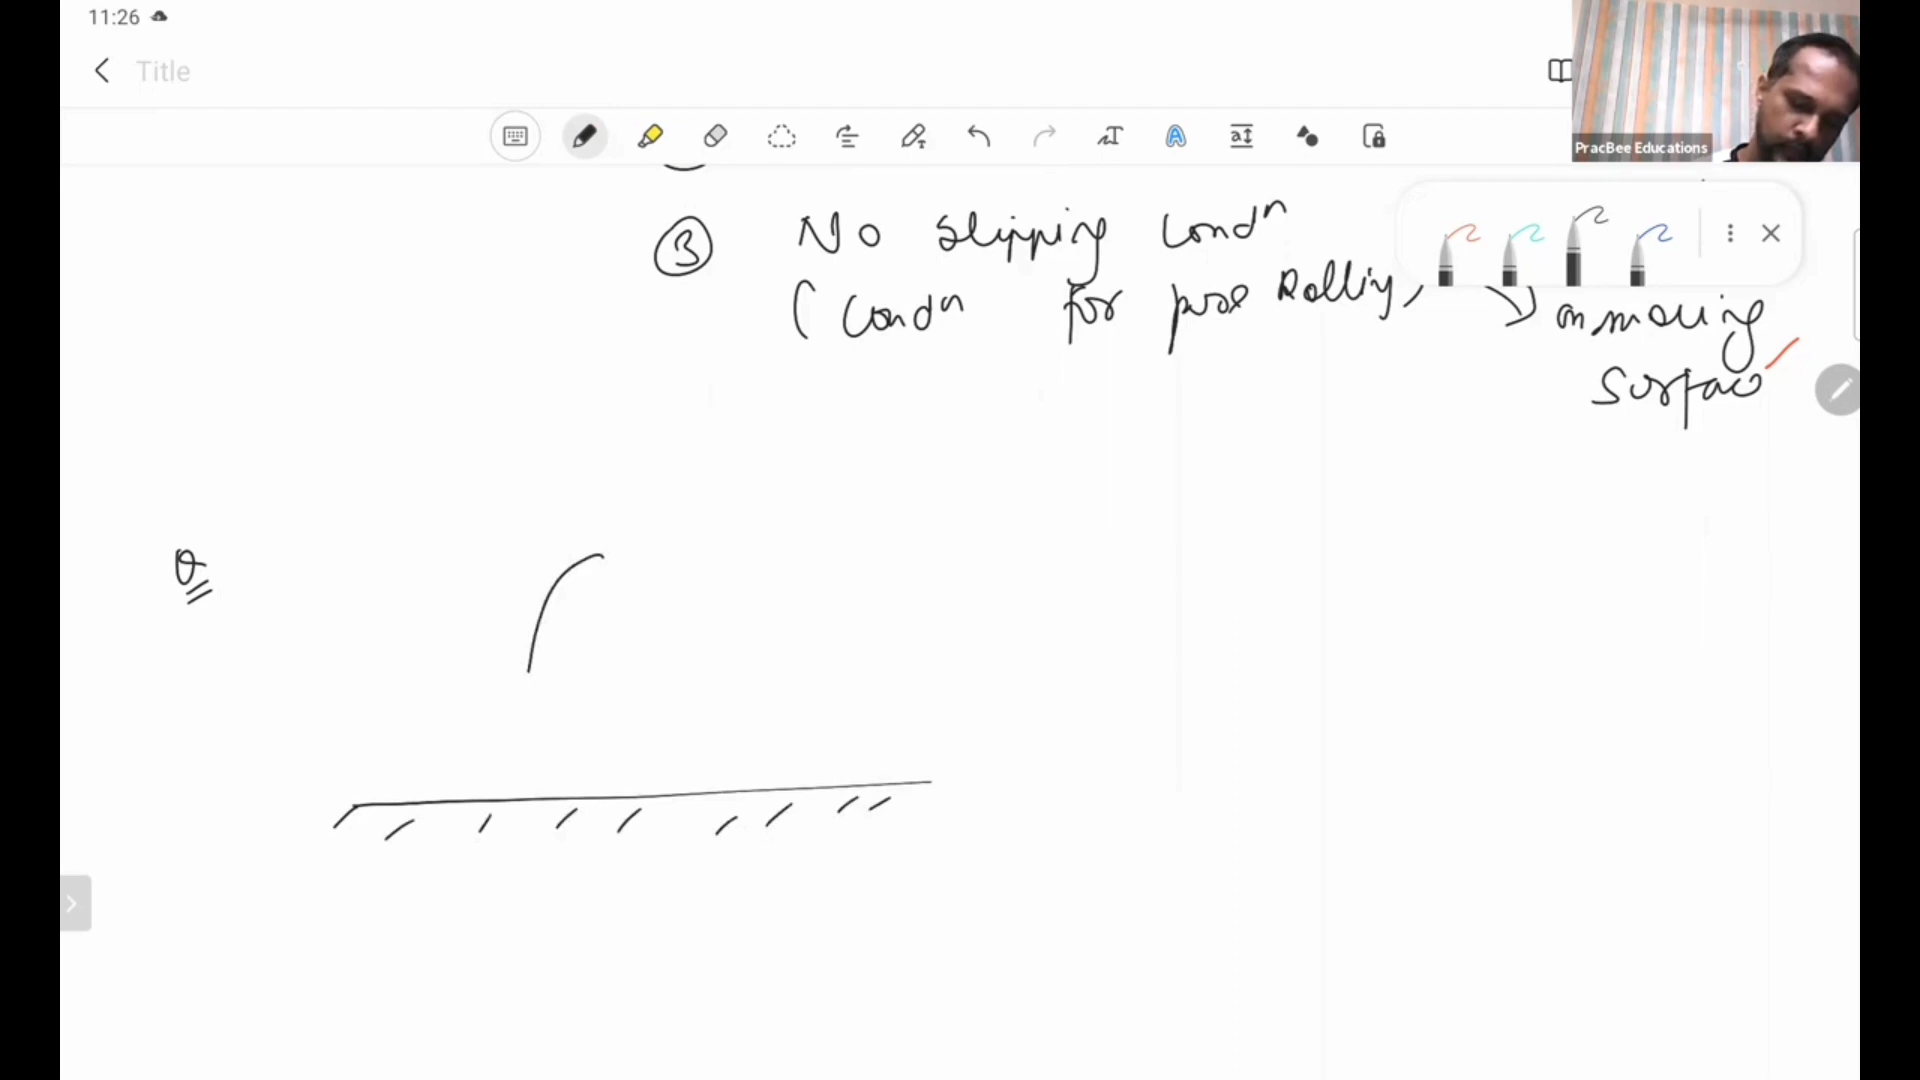 11:26
Title
PracBee Educations
③ No slipping Condⁿ
(Condⁿ for pure Rolling)
on moving
Surface
Q